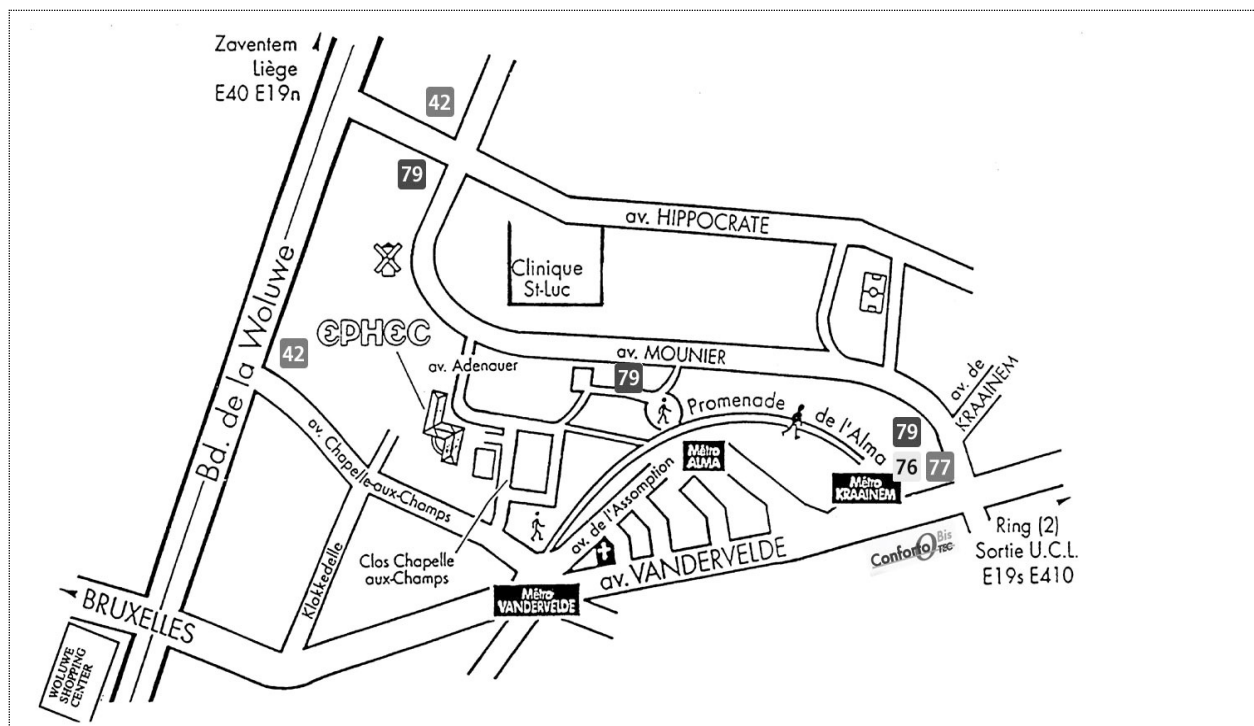 Zaventem
Liège
E40 E19n
42
79
av. HIPPOCRATE
Clinique
St-Luc
Bd. de la Woluwe
EPHEC
42
av. Adenauer
av. MOUNIER
79
Promenade de l'Alma
av. de
KRAAINEM
79
76 77
Métro
ALMA
Métro
KRAAINEM
av. Chapelle-aux-Champs
av. de l'Assomption
Klakkedelle
Clos Chapelle
aux-Champs
av. VANDERVELDE
Conforto Bis
TEC
Ring (2)
Sortie U.C.L.
E19s E410
Métro
VANDERVELDE
BRUXELLES
WOLUWE
SHOPPING
CENTER